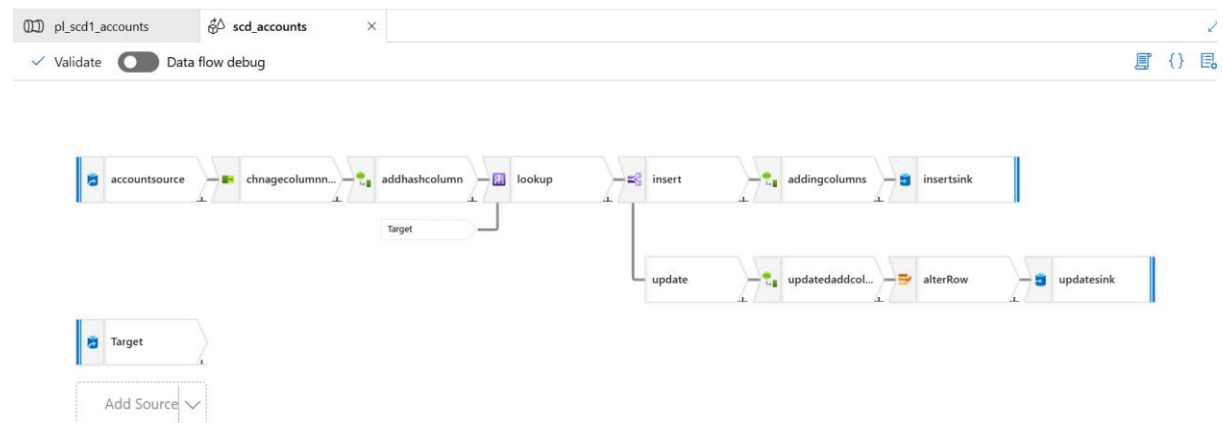 pl_scd1_accounts scd_accounts
Validate Data flow debug
accountsource chnagecolumnn... addhashcolumn lookup insert addingcolumns insertsink
Target
update updatedaddcol... alterRow updatesink
Target
Add Source